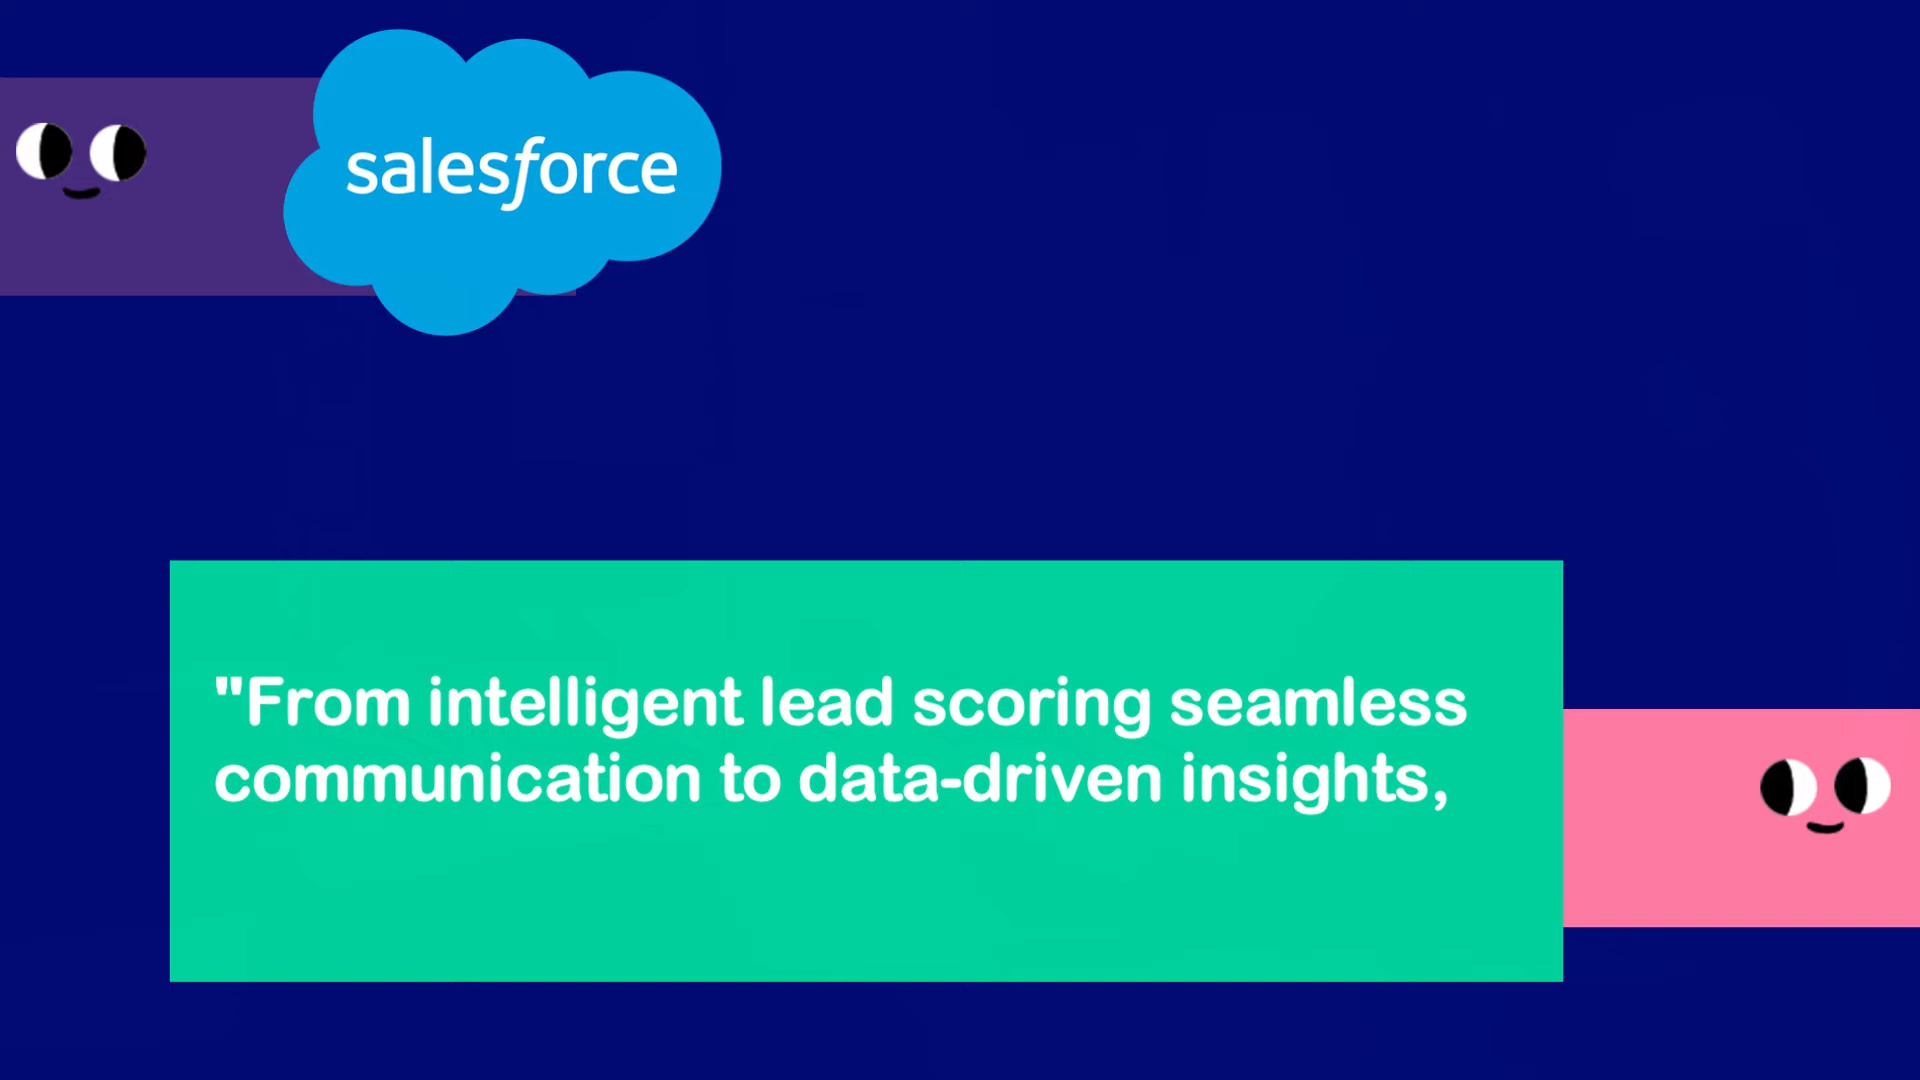 salesforce
"From intelligent lead scoring seamless
communication to data-driven insights,